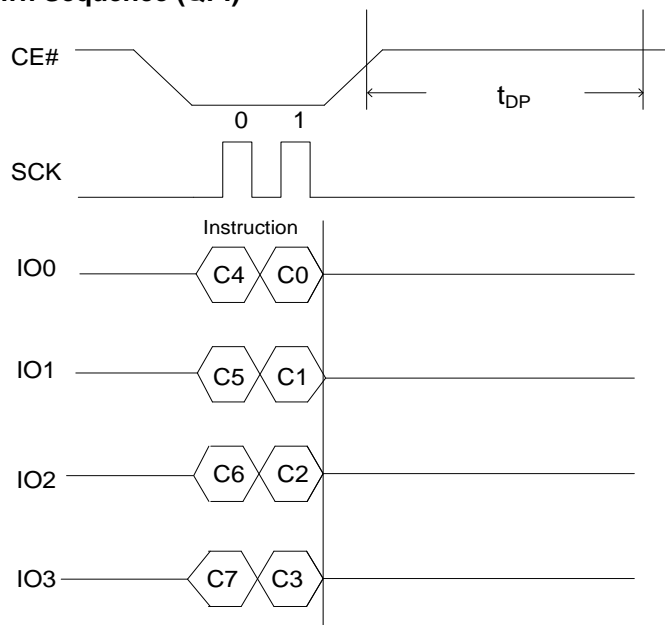 Sequence (QPI)
CE#
tDP
0 1
SCK
Instruction
IO0 C4 C0
IO1 C5 C1
IO2 C6 C2
IO3 C7 C3